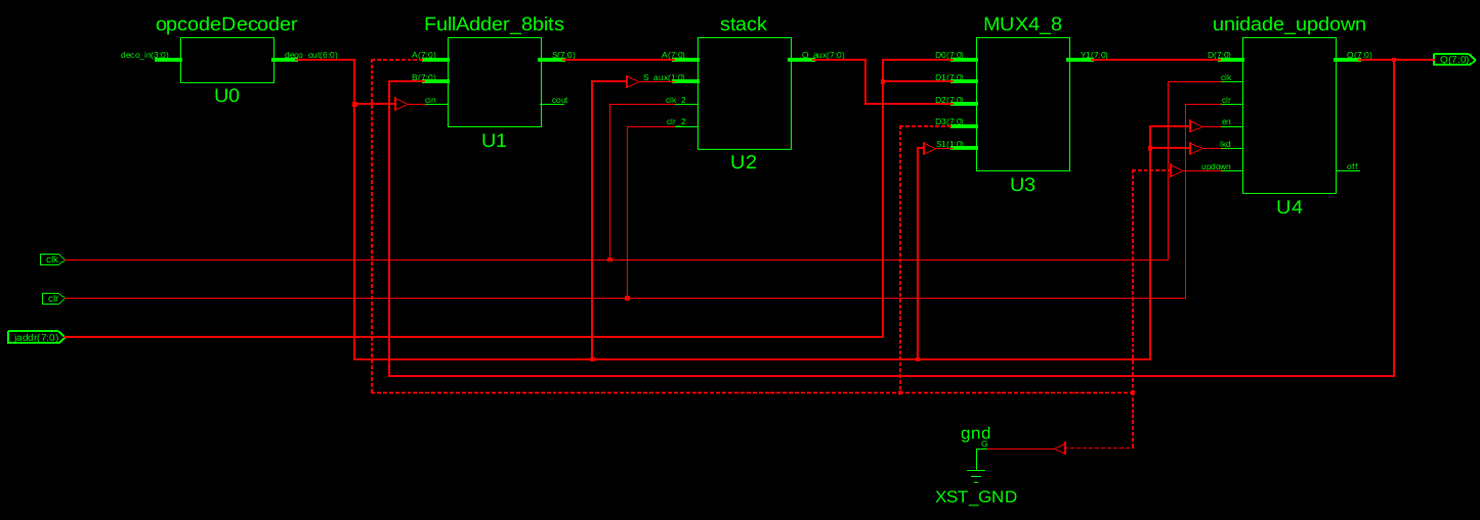 opcodeDecoder
deco_in(3:0)
deco_out(6:0)
U0
FullAdder_8bits
A(7:0)
B(7:0)
cin
S(7:0)
cout
U1
stack
A(7:0)
S_aux(1:0)
clk_2
clr_2
Q_aux(7:0)
U2
MUX4_8
D0(7:0)
D1(7:0)
D2(7:0)
D3(7:0)
S1(1:0)
Y1(7:0)
U3
unidade_updown
D(7:0)
clk
clr
en
lkd
updown
Q(7:0)
off
U4
Q(7:0)
clk
clr
iaddr(7:0)
gnd
G
XST_GND